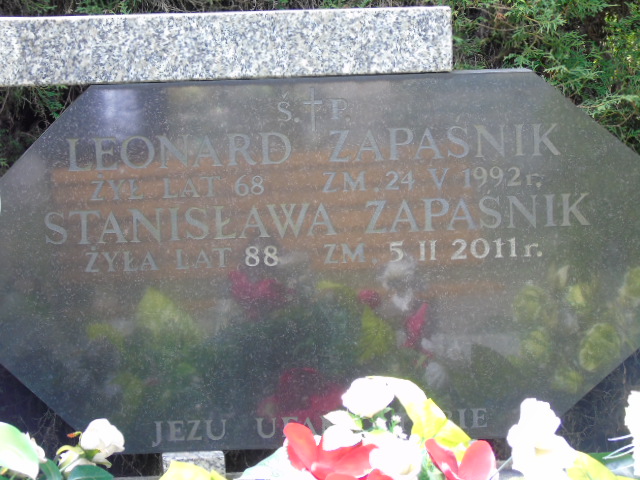 Ś. P.
LEONARD ZAPAŚNIK
ŻYŁ LAT 68 ZM. 24 V 1992 r.
STANISŁAWA ZAPAŚNIK
ŻYŁA LAT 88 ZM. 5 II 2011 r.
JEZU